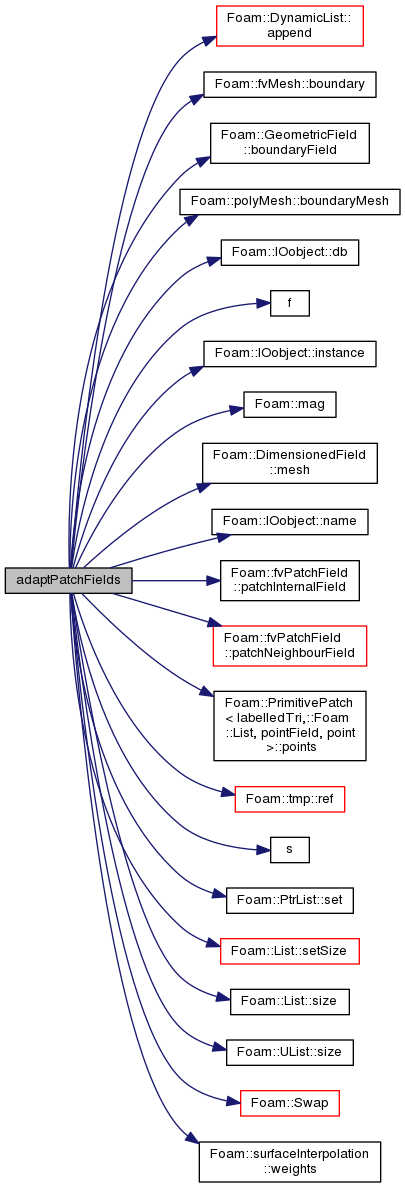 Foam::DynamicList::
append
Foam::fvMesh::boundary
Foam::GeometricField
::boundaryField
Foam::polyMesh::boundaryMesh
Foam::IOobject::db
f
Foam::IOobject::instance
Foam::mag
Foam::DimensionedField
::mesh
Foam::IOobject::name
adaptPatchFields
Foam::fvPatchField
::patchInternalField
Foam::fvPatchField
::patchNeighbourField
Foam::PrimitivePatch
< labelledTri,::Foam
::List, pointField, point
>::points
Foam::tmp::ref
s
Foam::PtrList::set
Foam::List::setSize
Foam::List::size
Foam::UList::size
Foam::Swap
Foam::surfaceInterpolation
::weights